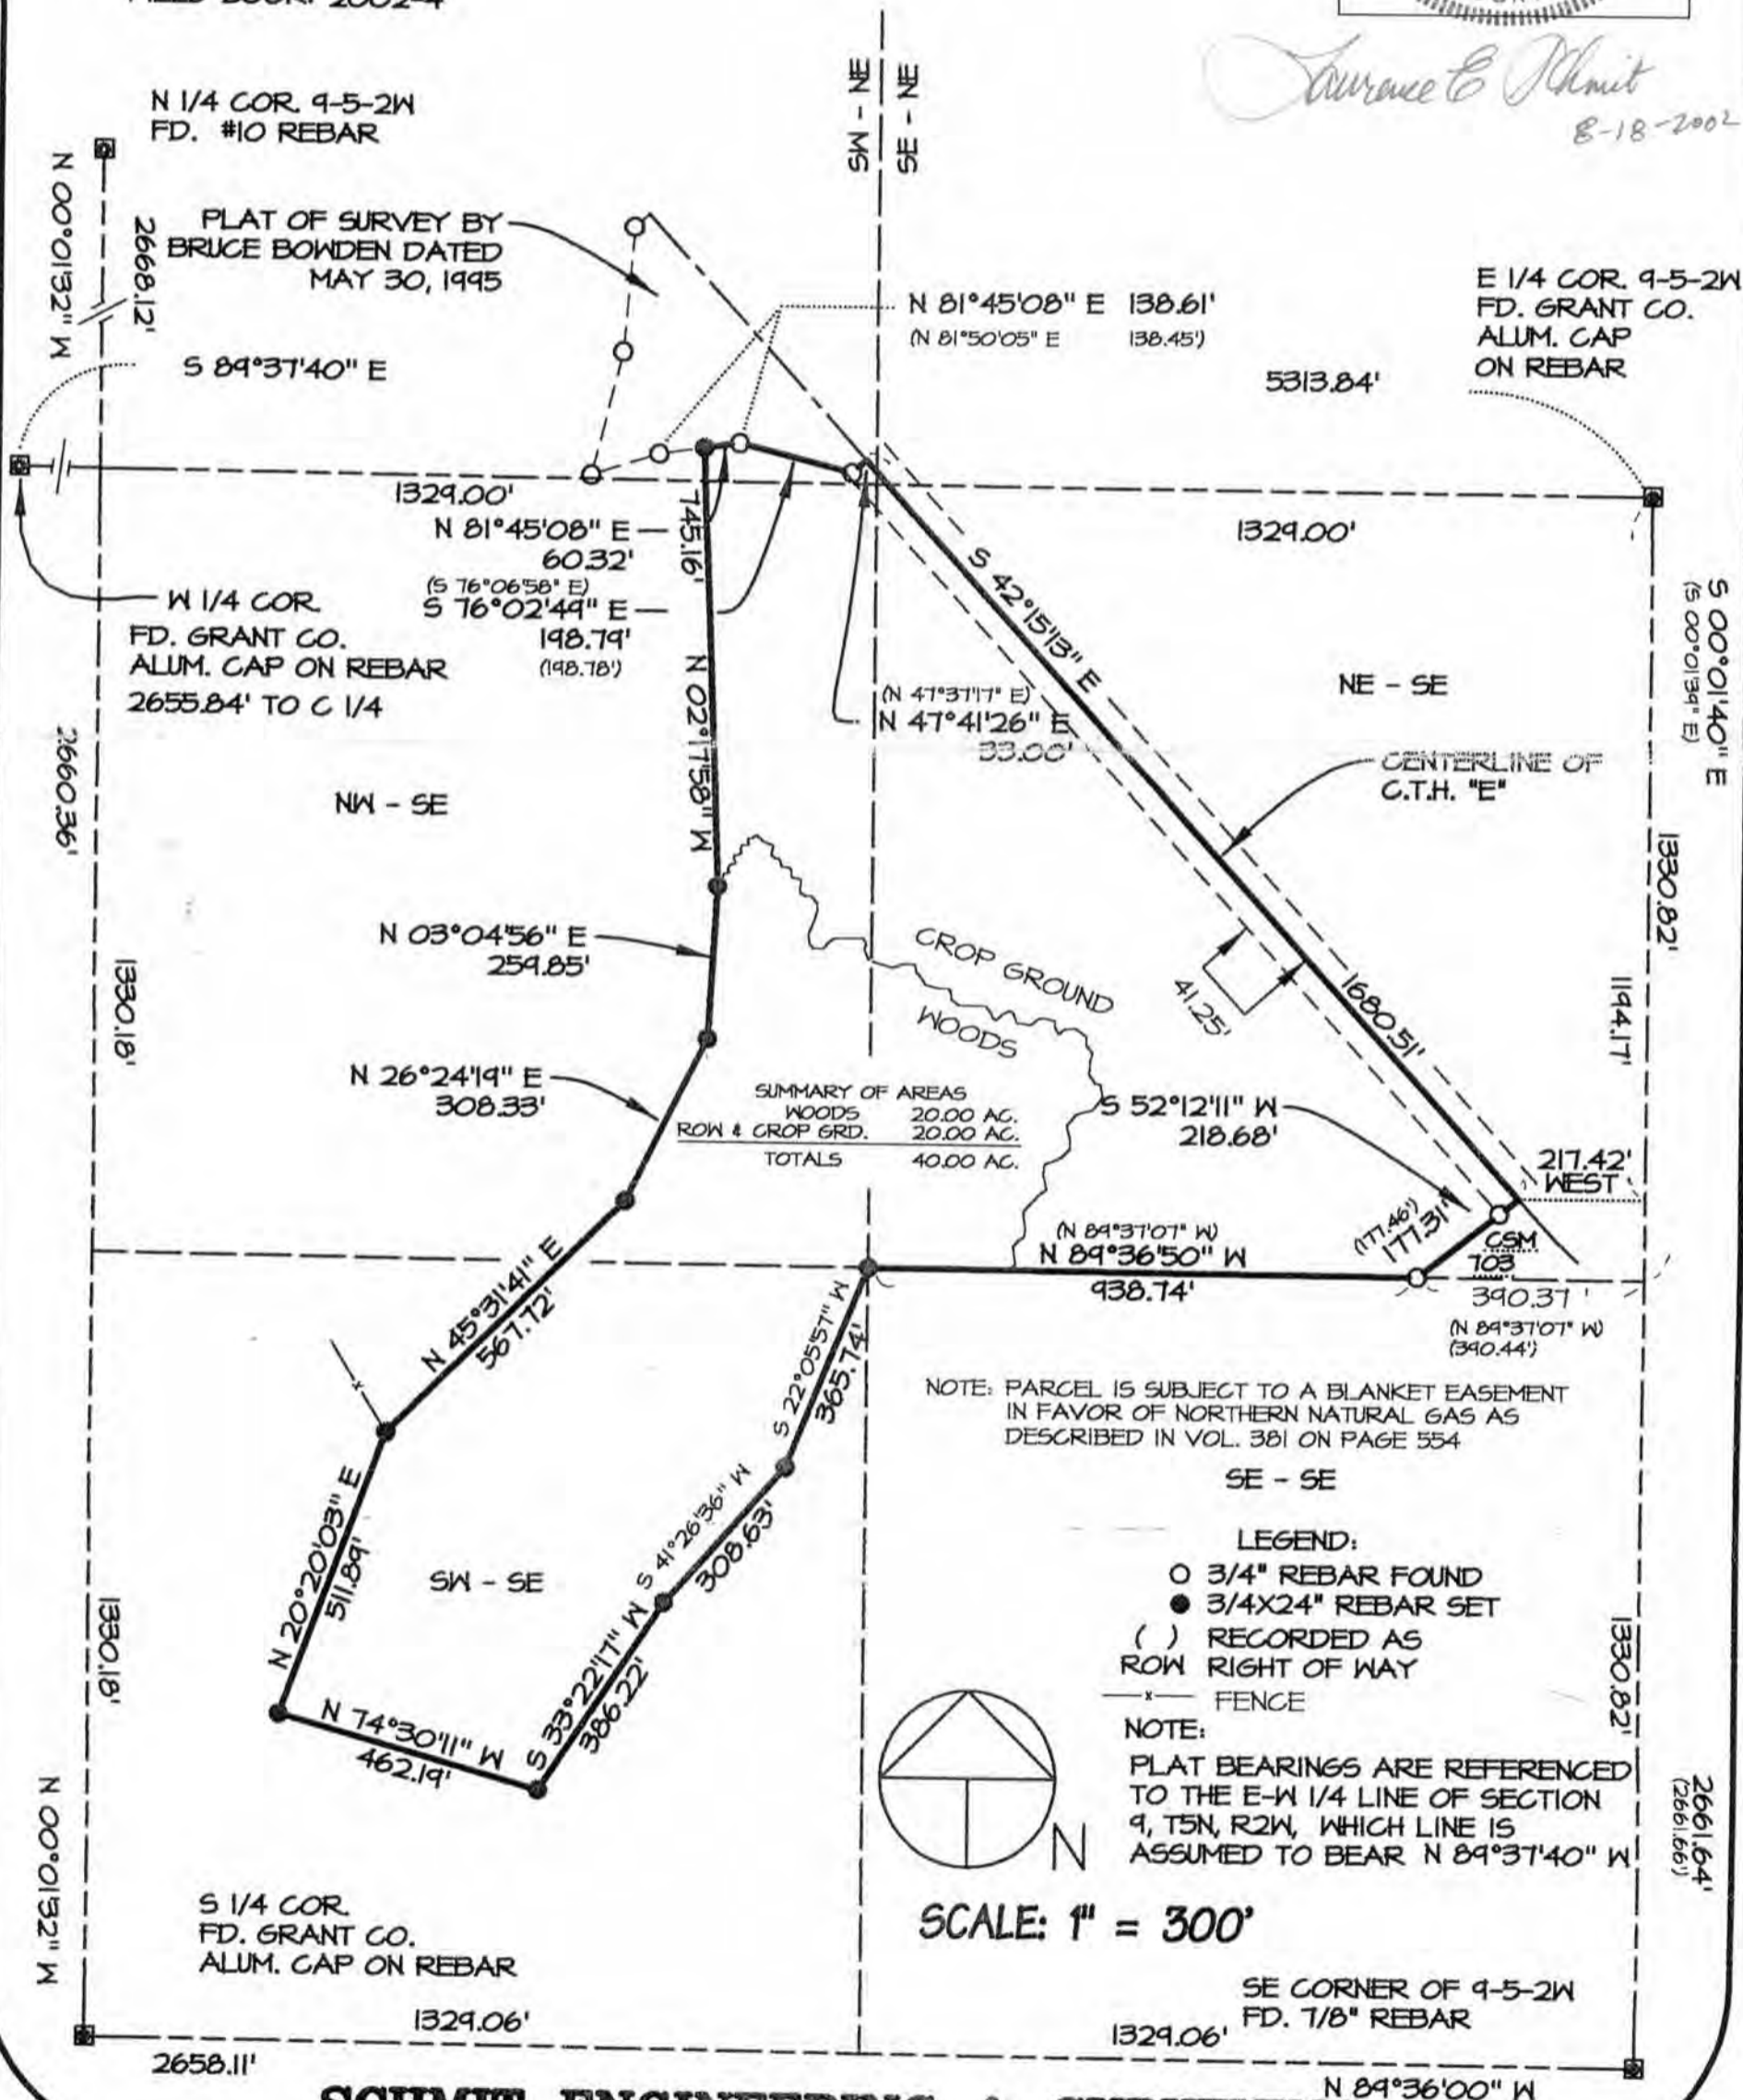 FIELD BOOK: 2002-4
Laurence E Schmit
8-18-2002
N 1/4 COR. 9-5-2W
FD. #10 REBAR
SW - NE
SE - NE
N 00°01'32" W
2668.12'
PLAT OF SURVEY BY
BRUCE BOWDEN DATED
MAY 30, 1995
N 81°45'08" E 138.61'
(N 81°50'05" E 138.45')
E 1/4 COR. 9-5-2W
FD. GRANT CO.
ALUM. CAP
ON REBAR
S 89°37'40" E
5313.84'
1329.00'
1329.00'
N 81°45'08" E
60.32'
(S 76°06'58" E)
S 76°02'49" E
198.79'
(198.78')
745.16'
N 02°17'58" W
W 1/4 COR.
FD. GRANT CO.
ALUM. CAP ON REBAR
2655.84' TO C 1/4
S 42°15'13" E
(N 47°37'17" E)
N 47°41'26" E
33.00'
NE - SE
S 00°01'40" E
(S 00°01'39" E)
CENTERLINE OF
C.T.H. "E"
2660.36'
NW - SE
1330.82'
N 03°04'56" E
259.85'
CROP GROUND
WOODS
41.25'
1680.51'
1194.17'
1330.18'
N 26°24'19" E
308.33'
SUMMARY OF AREAS
WOODS 20.00 AC.
ROW & CROP GRD. 20.00 AC.
TOTALS 40.00 AC.
S 52°12'11" W
218.68'
217.42'
WEST
(177.46')
177.31'
CSM
703
(N 89°37'07" W)
N 89°36'50" W
938.74'
390.37'
(N 89°37'07" W)
(390.44')
N 45°31'41" E
567.72'
S 22°05'57" W
365.74'
NOTE: PARCEL IS SUBJECT TO A BLANKET EASEMENT
IN FAVOR OF NORTHERN NATURAL GAS AS
DESCRIBED IN VOL. 381 ON PAGE 554
SE - SE
S 41°26'36" W
308.63'
N 20°20'03" E
511.89'
SW - SE
LEGEND:
3/4" REBAR FOUND
3/4X24" REBAR SET
( ) RECORDED AS
ROW RIGHT OF WAY
x FENCE
1330.18'
1330.82'
S 33°22'17" W
386.22'
N 74°30'11" W
462.19'
NOTE:
PLAT BEARINGS ARE REFERENCED
TO THE E-W 1/4 LINE OF SECTION
9, T5N, R2W, WHICH LINE IS
ASSUMED TO BEAR N 89°37'40" W
N
2661.64'
(2661.66')
N 00°01'32" W
S 1/4 COR.
FD. GRANT CO.
ALUM. CAP ON REBAR
SCALE: 1" = 300'
SE CORNER OF 9-5-2W
FD. 7/8" REBAR
1329.06'
1329.06'
2658.11'
N 89°36'00" W
SCHMIT ENGINEERING &